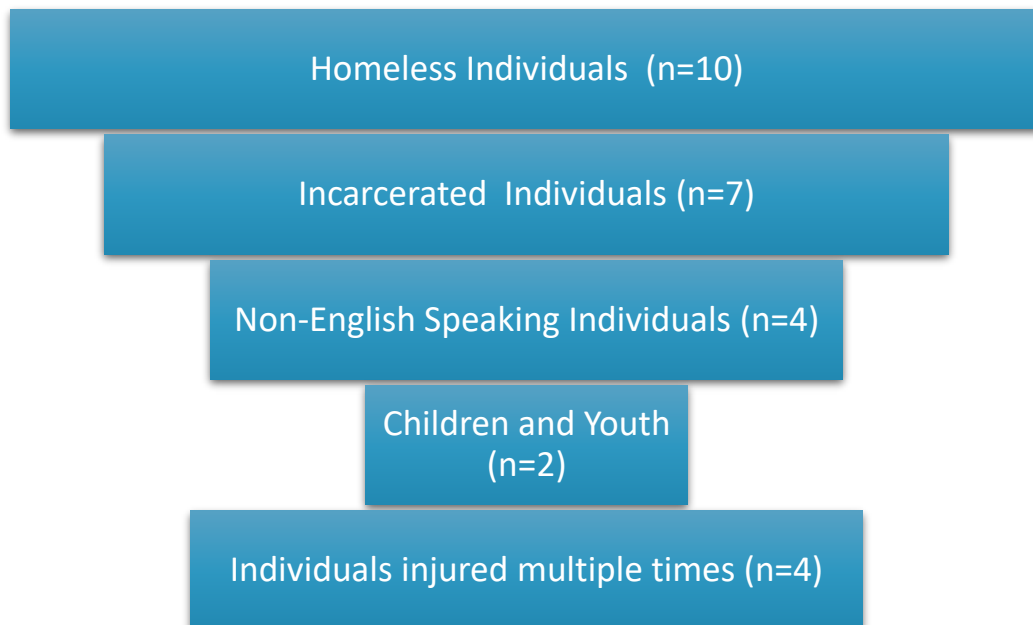 Homeless Individuals  (n=10)
Incarcerated  Individuals (n=7)
Non-English Speaking Individuals (n=4)
Children and Youth
(n=2)
Individuals injured multiple times (n=4)